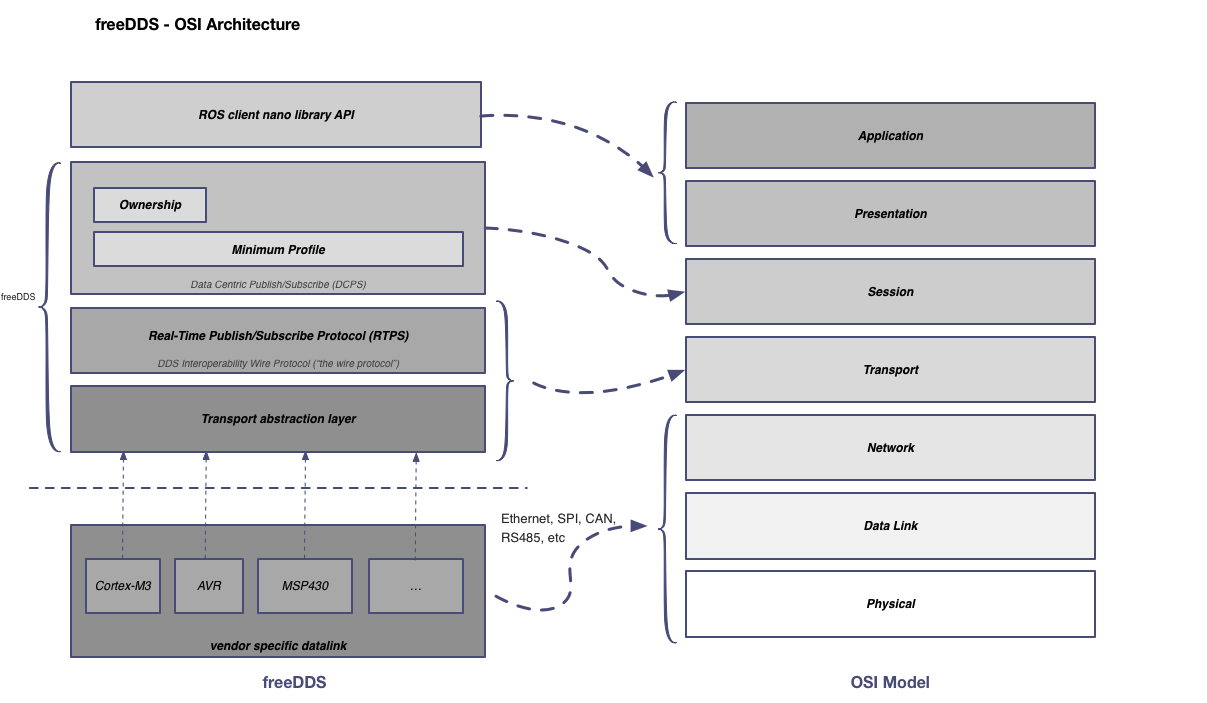 freeDDS - OSI Architecture
ROS client nano library API
Ownership
Minimum Profile
Data Centric Publish/Subscribe (DCPS)
freeDDS
Real-Time Publish/Subscribe Protocol (RTPS)
DDS Interoperability Wire Protocol (“the wire protocol”)
Transport abstraction layer
Ethernet, SPI, CAN,
RS485, etc
Cortex-M3
AVR
MSP430
...
vendor specific datalink
freeDDS
Application
Presentation
Session
Transport
Network
Data Link
Physical
OSI Model